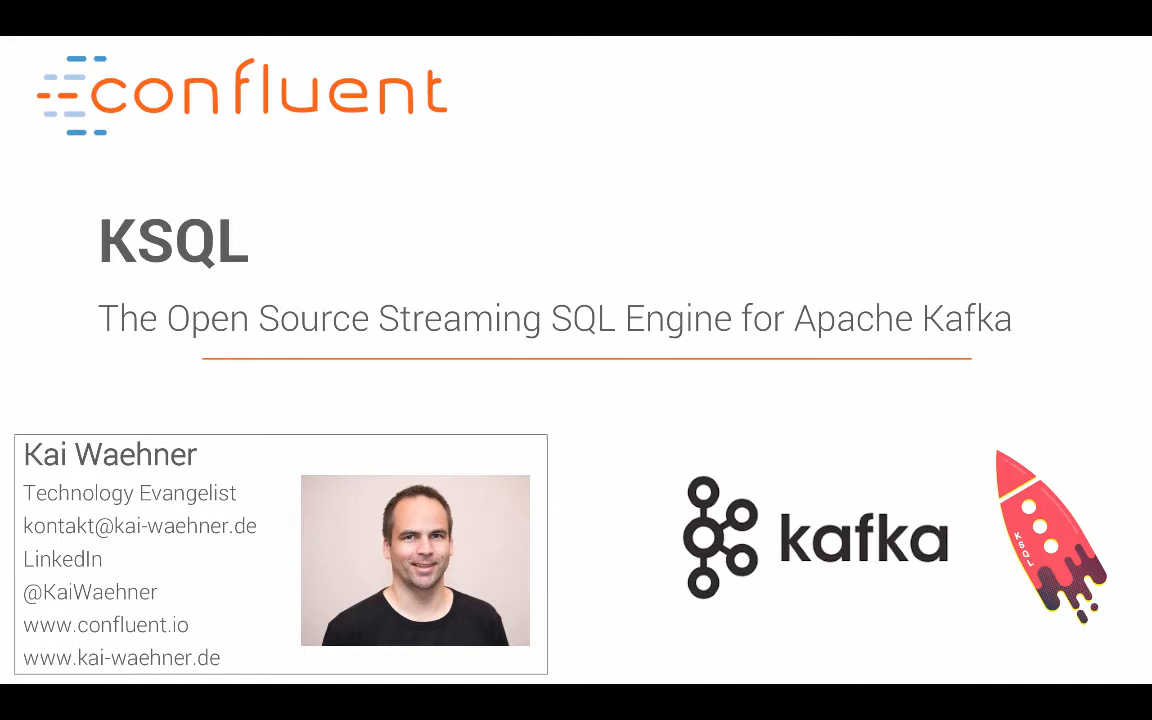 confluent
KSQL
The Open Source Streaming SQL Engine for Apache Kafka
Kai Waehner
Technology Evangelist
kontakt@kai-waehner.de
LinkedIn
@KaiWaehner
www.confluent.io
www.kai-waehner.de
kafka
KSQL